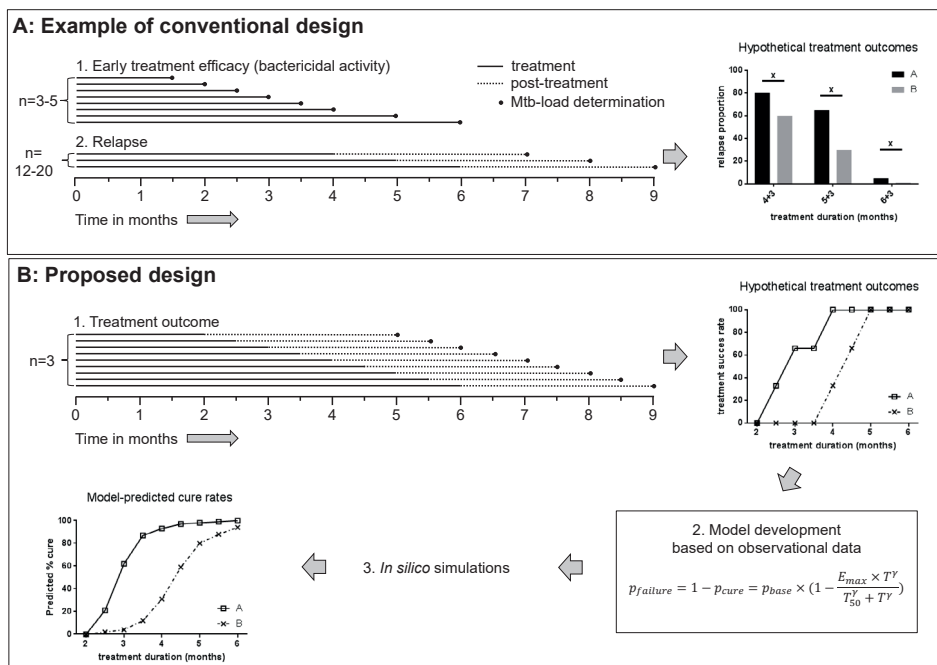 A: Example of conventional design
1. Early treatment efficacy (bactericidal activity)
n=3-5
2. Relapse
n=
12-20
0 1 2 3 4 5 6 7 8 9
Time in months
treatment
post-treatment
Mtb-load determination
Hypothetical treatment outcomes
relapse proportion
100
80
60
40
20
0
x
x
x
A
B
4+3 5+3 6+3
treatment duration (months)
B: Proposed design
1. Treatment outcome
n=3
0 1 2 3 4 5 6 7 8 9
Time in months
Hypothetical treatment outcomes
treatment succes rate
100
80
60
40
20
0
A
B
2 3 4 5 6
treatment duration (months)
2. Model development
based on observational data
p_failure = 1 − p_cure = p_base × (1 − (E_max × T^γ) / (T_50^γ + T^γ))
3. In silico simulations
Model-predicted cure rates
Predicted % cure
100
80
60
40
20
0
A
B
2 3 4 5 6
treatment duration (months)